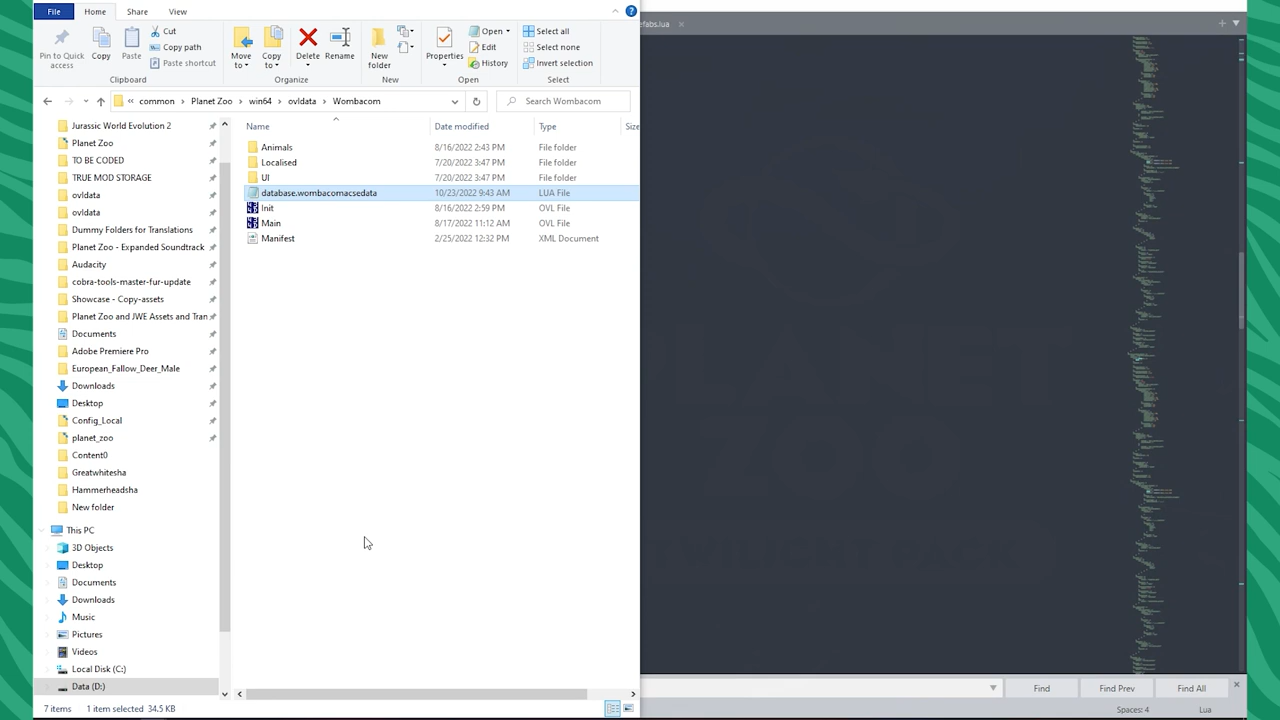 File Home Share View
efabs.lua
Pin to Quick access
Copy
Paste
Cut
Copy path
Paste shortcut
Move to
Copy to
Delete
Rename
New folder
Properties
Open
Edit
History
Select all
Select none
Invert selection
Clipboard Organize New Open Select
« common › Planet Zoo › win64 › ovldata › Wombacom
Search Wombacom
Name Date modified Type Size
Animals 8/16/2022 2:43 PM File folder
Localised 7/20/2022 3:47 PM File folder
UI 7/20/2022 3:47 PM File folder
database.wombacomacsedata 10/23/2022 9:43 AM LUA File
Init 8/16/2022 2:59 PM OVL File
Main 8/17/2022 11:12 AM OVL File
Manifest 2/25/2022 12:32 PM XML Document
Jurassic World Evolution 2
Planet Zoo
TO BE CODED
TRUE MOD STORAGE
ovldata
ovldata
Dummy Folders for Translations
Planet Zoo - Expanded Soundtrack
Audacity
cobra-tools-master-fur-update
Showcase - Copy-assets
Planet Zoo and JWE Assets and Tran
Documents
Adobe Premiere Pro
European_Fallow_Deer_Male
Downloads
Desktop
Config_Local
planet_zoo
Content0
Greatwhitesha
Hammerheadsha
New folder
This PC
3D Objects
Desktop
Documents
Downloads
Music
Pictures
Videos
Local Disk (C:)
Data (D:)
7 items 1 item selected 34.5 KB
Find Find Prev Find All
Spaces: 4 Lua